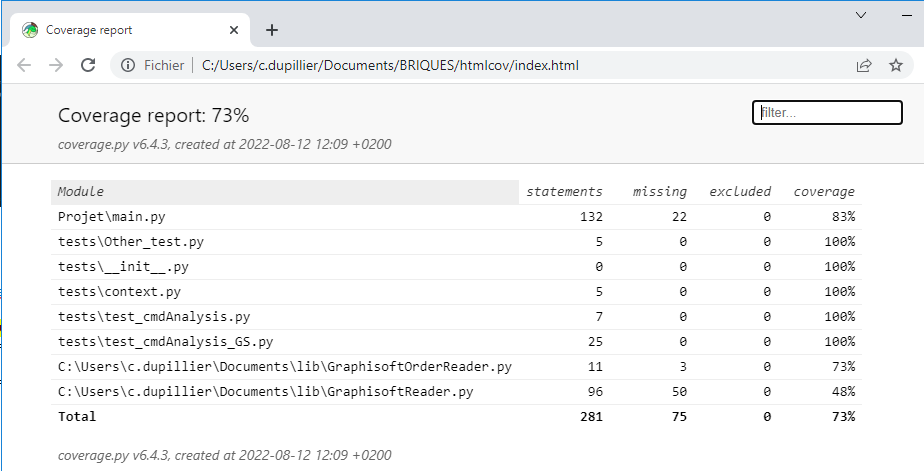 Coverage report
Fichier C:/Users/c.dupillier/Documents/BRIQUES/htmlcov/index.html
Coverage report: 73%
filter...
coverage.py v6.4.3, created at 2022-08-12 12:09 +0200
Module statements missing excluded coverage
Projet\main.py 132 22 0 83%
tests\Other_test.py 5 0 0 100%
tests\__init__.py 0 0 0 100%
tests\context.py 5 0 0 100%
tests\test_cmdAnalysis.py 7 0 0 100%
tests\test_cmdAnalysis_GS.py 25 0 0 100%
C:\Users\c.dupillier\Documents\lib\GraphisoftOrderReader.py 11 3 0 73%
C:\Users\c.dupillier\Documents\lib\GraphisoftReader.py 96 50 0 48%
Total 281 75 0 73%
coverage.py v6.4.3, created at 2022-08-12 12:09 +0200